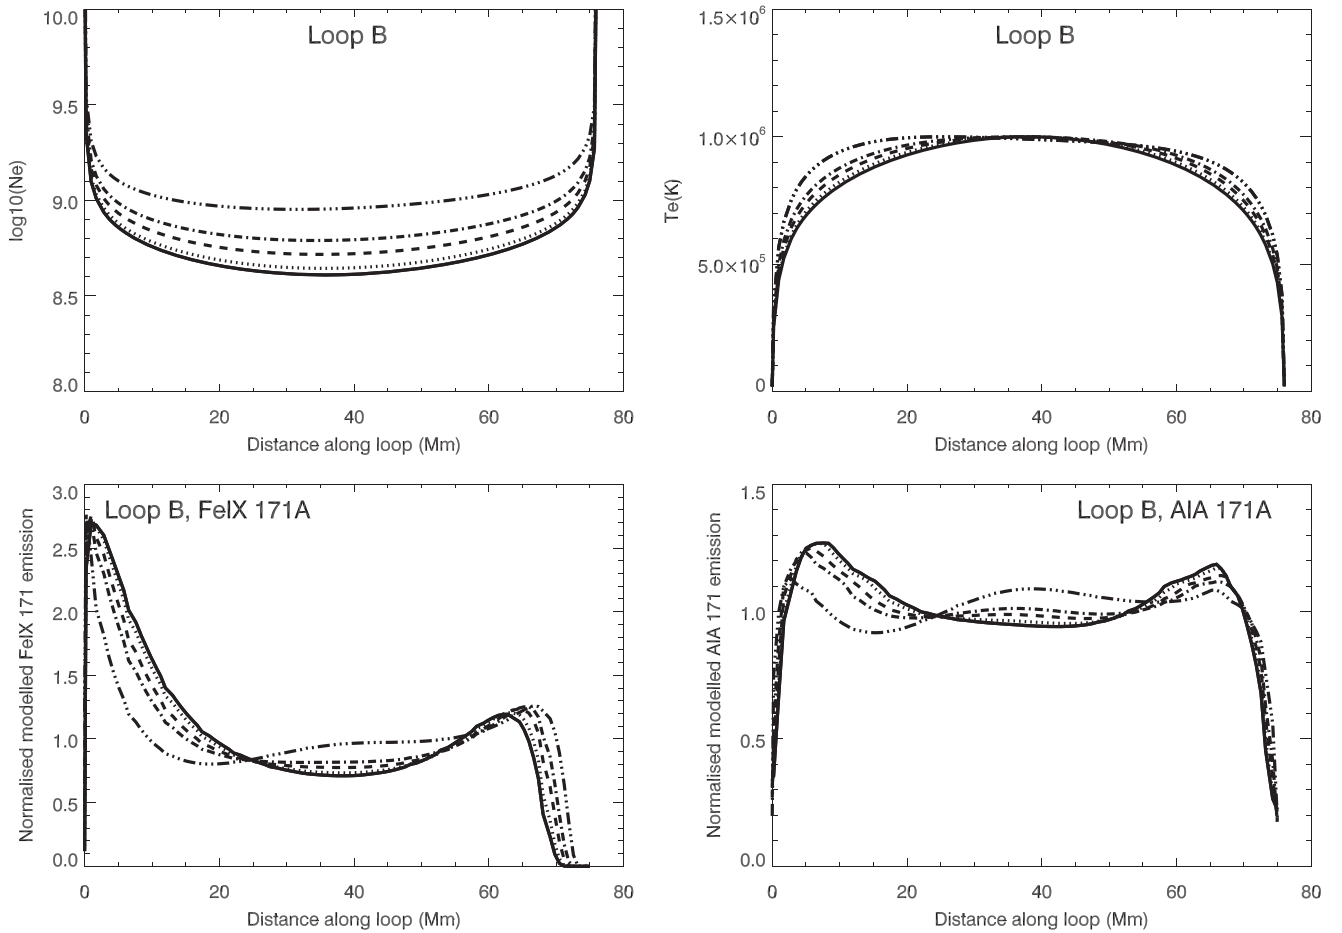 Loop B
log10(Ne)
10.0
9.5
9.0
8.5
8.0
0 20 40 60 80
Distance along loop (Mm)
Loop B
Te(K)
1.5×10⁶
1.0×10⁶
5.0×10⁵
0
0 20 40 60 80
Distance along loop (Mm)
Loop B, FeIX 171A
Normalised modelled FeIX 171 emission
3.0
2.5
2.0
1.5
1.0
0.5
0.0
0 20 40 60 80
Distance along loop (Mm)
Loop B, AIA 171A
Normalised modelled AIA 171 emission
1.5
1.0
0.5
0.0
0 20 40 60 80
Distance along loop (Mm)